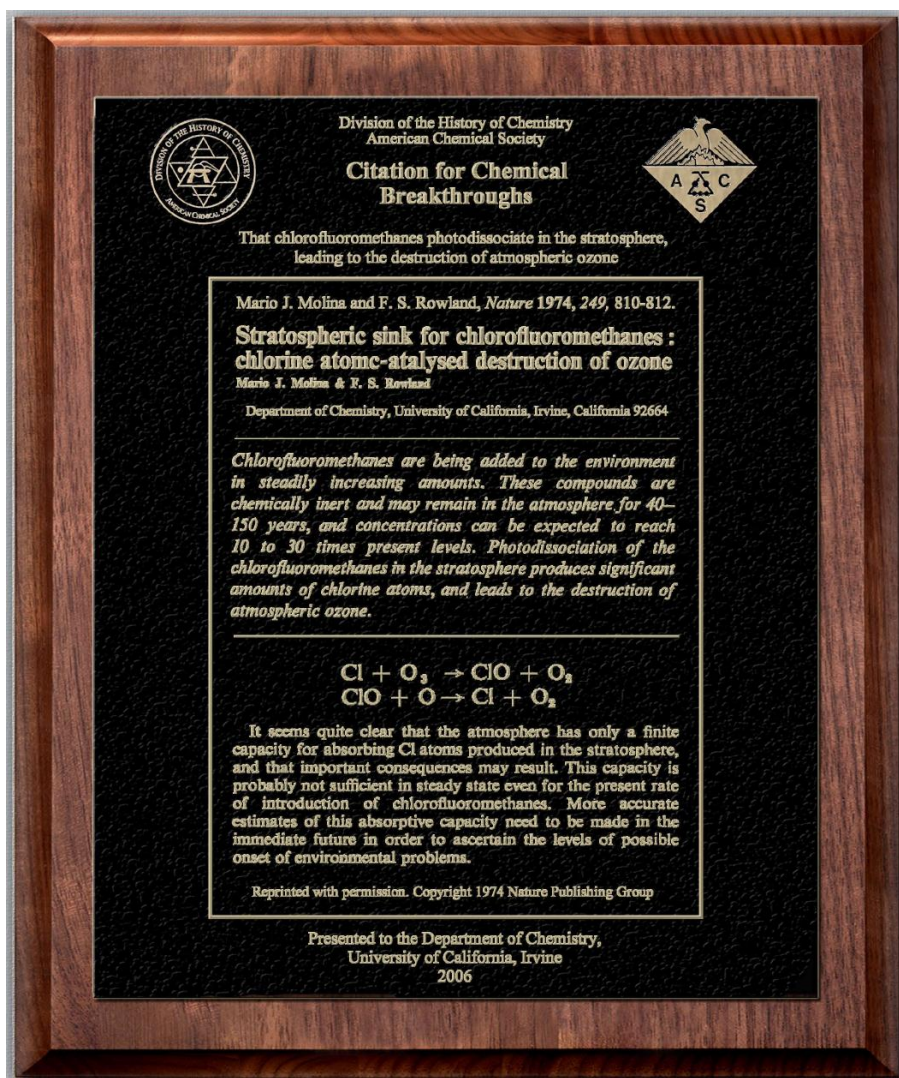 DIVISION OF THE HISTORY OF CHEMISTRY
AMERICAN CHEMICAL SOCIETY
Division of the History of Chemistry
American Chemical Society
Citation for Chemical
Breakthroughs
A C
S
That chlorofluoromethanes photodissociate in the stratosphere,
leading to the destruction of atmospheric ozone
Mario J. Molina and F. S. Rowland, Nature 1974, 249, 810-812.
Stratospheric sink for chlorofluoromethanes :
chlorine atomc-atalysed destruction of ozone
Mario J. Molina & F. S. Rowland
Department of Chemistry, University of California, Irvine, California 92664
Chlorofluoromethanes are being added to the environment
in steadily increasing amounts. These compounds are
chemically inert and may remain in the atmosphere for 40–
150 years, and concentrations can be expected to reach
10 to 30 times present levels. Photodissociation of the
chlorofluoromethanes in the stratosphere produces significant
amounts of chlorine atoms, and leads to the destruction of
atmospheric ozone.
Cl + O₃ → ClO + O₂
ClO + O → Cl + O₂
It seems quite clear that the atmosphere has only a finite
capacity for absorbing Cl atoms produced in the stratosphere,
and that important consequences may result. This capacity is
probably not sufficient in steady state even for the present rate
of introduction of chlorofluoromethanes. More accurate
estimates of this absorptive capacity need to be made in the
immediate future in order to ascertain the levels of possible
onset of environmental problems.
Reprinted with permission. Copyright 1974 Nature Publishing Group
Presented to the Department of Chemistry,
University of California, Irvine
2006